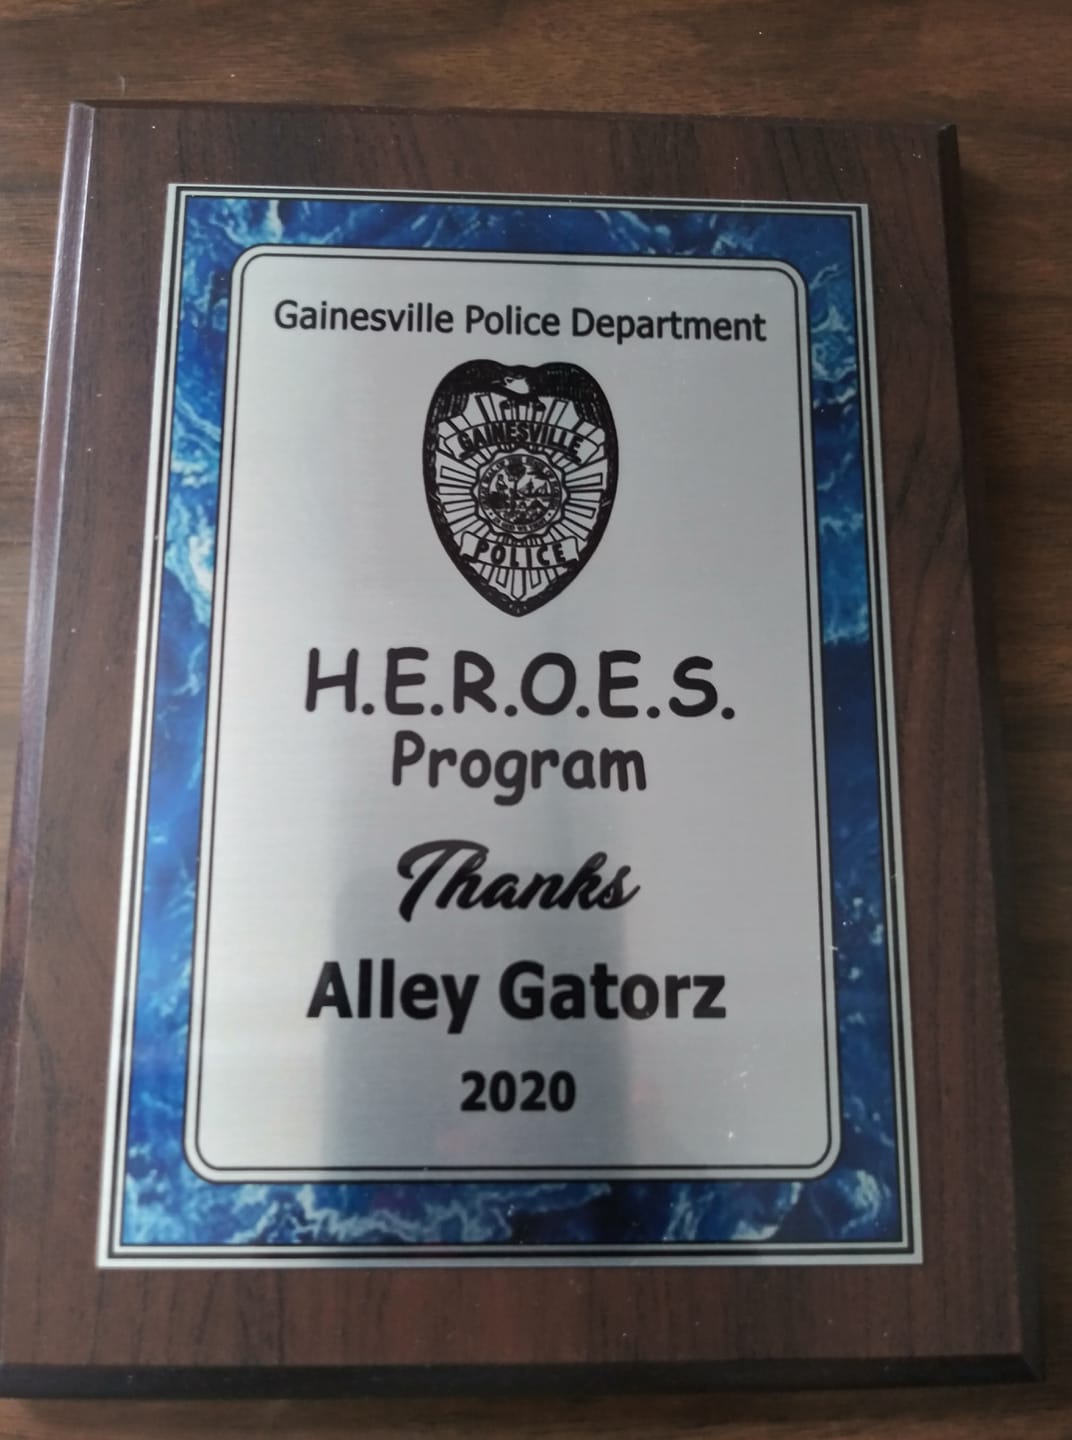 Gainesville Police Department
GAINESVILLE
POLICE
H.E.R.O.E.S.
Program
Thanks
Alley Gatorz
2020